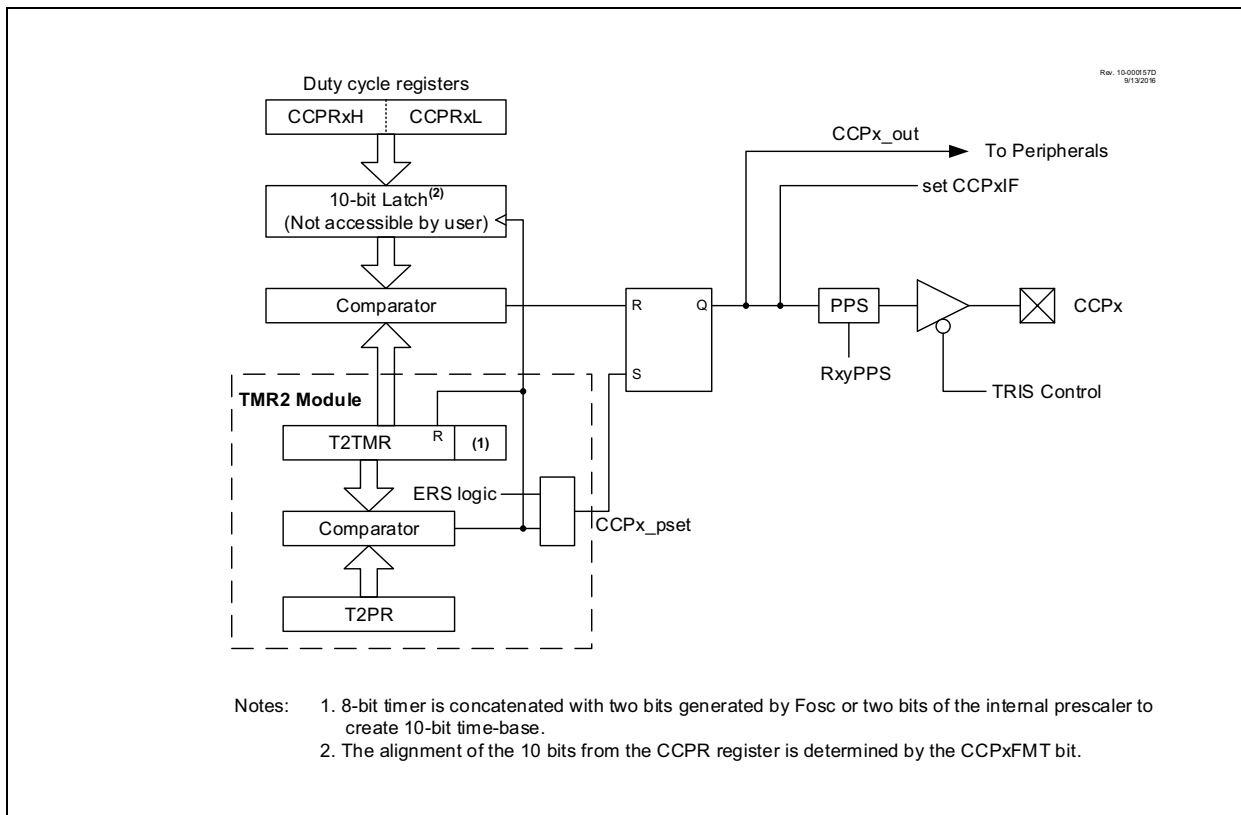 Rev. 10-000157D
9/13/2016
Duty cycle registers
CCPRxH CCPRxL
CCPx_out
To Peripherals
set CCPxIF
10-bit Latch(2)
(Not accessible by user)
Comparator
R Q
PPS
CCPx
RxyPPS
S
TRIS Control
TMR2 Module
R
T2TMR (1)
ERS logic
CCPx_pset
Comparator
T2PR
Notes: 1. 8-bit timer is concatenated with two bits generated by Fosc or two bits of the internal prescaler to
create 10-bit time-base.
2. The alignment of the 10 bits from the CCPR register is determined by the CCPxFMT bit.